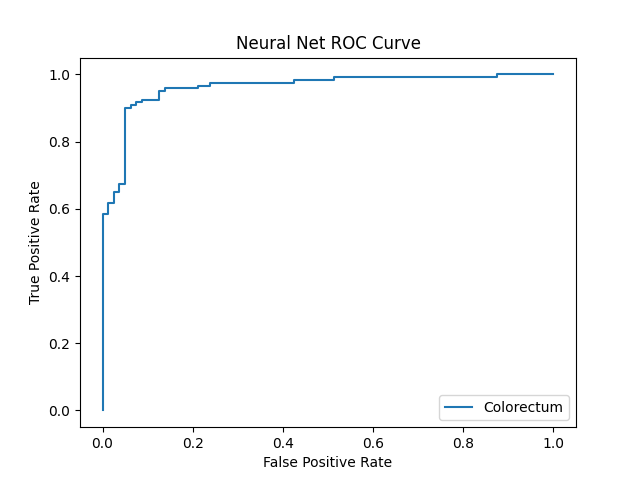 Neural Net ROC Curve
True Positive Rate
1.0
0.8
0.6
0.4
0.2
0.0
Colorectum
0.0 0.2 0.4 0.6 0.8 1.0
False Positive Rate